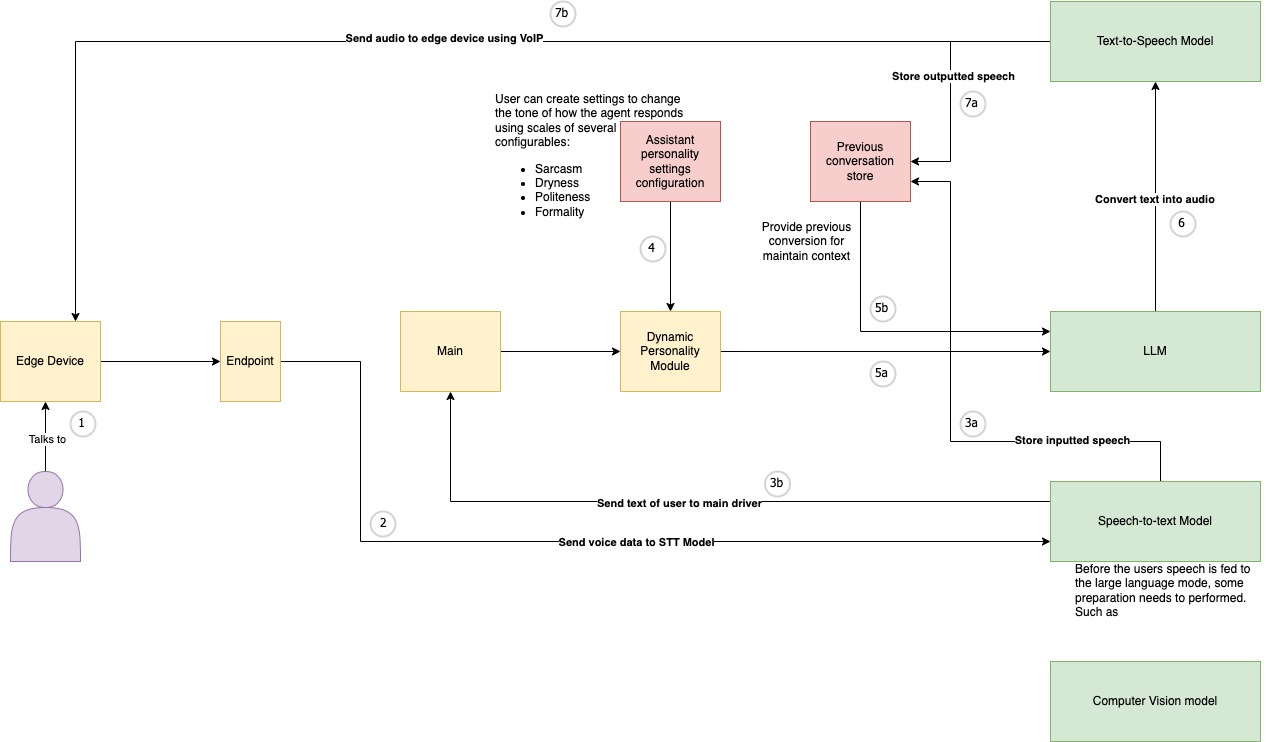 7b
Send audio to edge device using VoIP
Text-to-Speech Model
Store outputted speech
7a
User can create settings to change
the tone of how the agent responds
using scales of several
configurables:
• Sarcasm
• Dryness
• Politeness
• Formality
Assistant
personality
settings
configuration
Previous
conversation
store
Convert text into audio
6
4
Provide previous
conversion for
maintain context
5b
Edge Device
Endpoint
Main
Dynamic
Personality
Module
LLM
5a
1
Talks to
3a
Store inputted speech
3b
Send text of user to main driver
2
Send voice data to STT Model
Speech-to-text Model
Before the users speech is fed to
the large language mode, some
preparation needs to performed.
Such as
Computer Vision model